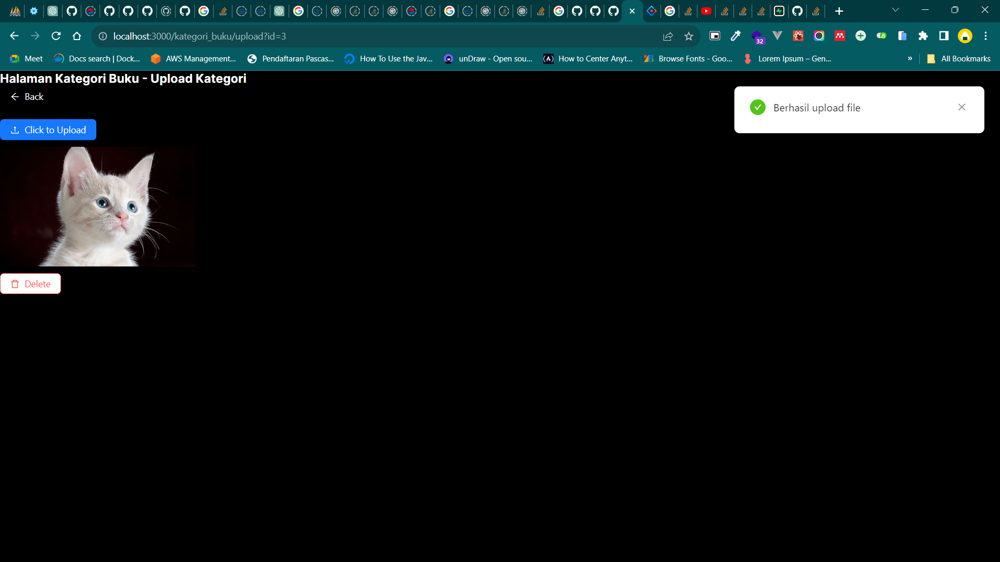 localhost:3000/kategori_buku/upload?id=3
32
Meet
Docs search | Dock...
AWS Management...
Pendaftaran Pascas...
How To Use the Jav...
unDraw - Open sou...
How to Center Anyt...
Browse Fonts - Goo...
Lorem Ipsum – Gen...
»
All Bookmarks
Halaman Kategori Buku - Upload Kategori
Back
Berhasil upload file
Click to Upload
Delete